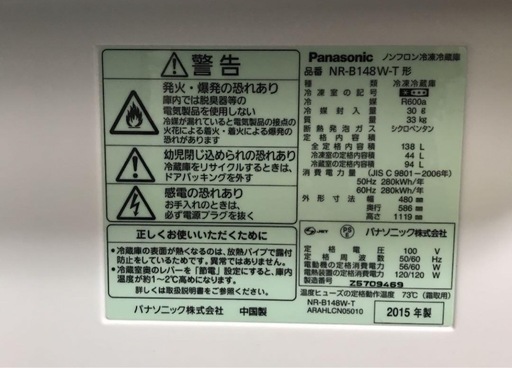 警告
発火・爆発の恐れあり
庫内では脱臭器等の
電気製品を使用しない
冷媒が漏れていると電気製品の接点の
火花による着火・着火爆発の恐れあり
幼児閉じ込められの恐れあり
冷蔵庫をリサイクルするときは、
ドアパッキングを外す
感電の恐れあり
お手入れのときは、
必ず電源プラグを抜く
正しくお使いいただくために
・冷蔵庫の表面が熱くなるのは、放熱パイプで露付
防止をしているためです。異常ではありません。
・冷蔵室奥のレバーを「節電」設定にすると、庫内
温度が約1~2℃高めになります。
詳しくは取扱説明書をご覧ください。
パナソニック株式会社 中国製
Panasonic ノンフロン冷凍冷蔵庫
品番 NR-B148W-T 形
種類 冷凍冷蔵庫
冷凍室の記号
冷媒 R600a
冷媒封入量 30 g
質量 33 kg
断熱発泡ガス シクロペンタン
定格内容積
全定格内容積 138 L
冷凍室の定格内容積 44 L
冷蔵室の定格内容積 94 L
消費電力量 (JIS C 9801-2006年)
50Hz 280kWh/年
60Hz 280kWh/年
外形寸法 幅 480 ㎜
奥行 586 ㎜
高さ 1119 ㎜
JET PSE パナソニック株式会社
定格電圧 100 V
定格周波数 50/60 Hz
電動機の定格消費電力 56/60 W
電熱装置の定格消費電力 120/120 W
製造番号 Z5709469
温度ヒューズの定格動作温度 73℃ (霜取用)
NR-B148W-T
ARAHLCN05010
2015 年製